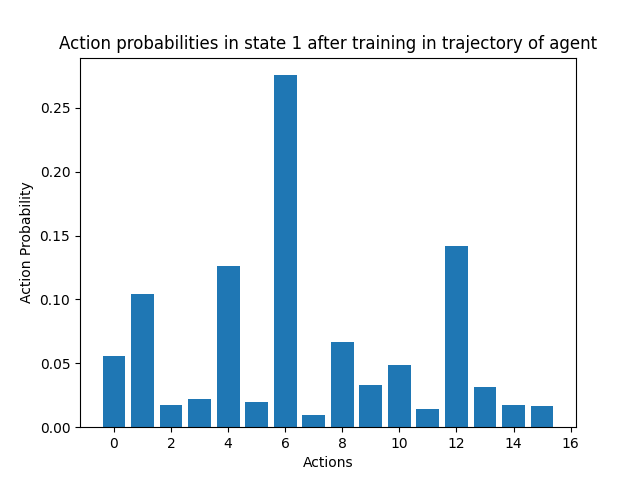 Action probabilities in state 1 after training in trajectory of agent
0.25
0.20
0.15
0.10
0.05
0.00
Action Probability
0 2 4 6 8 10 12 14 16
Actions